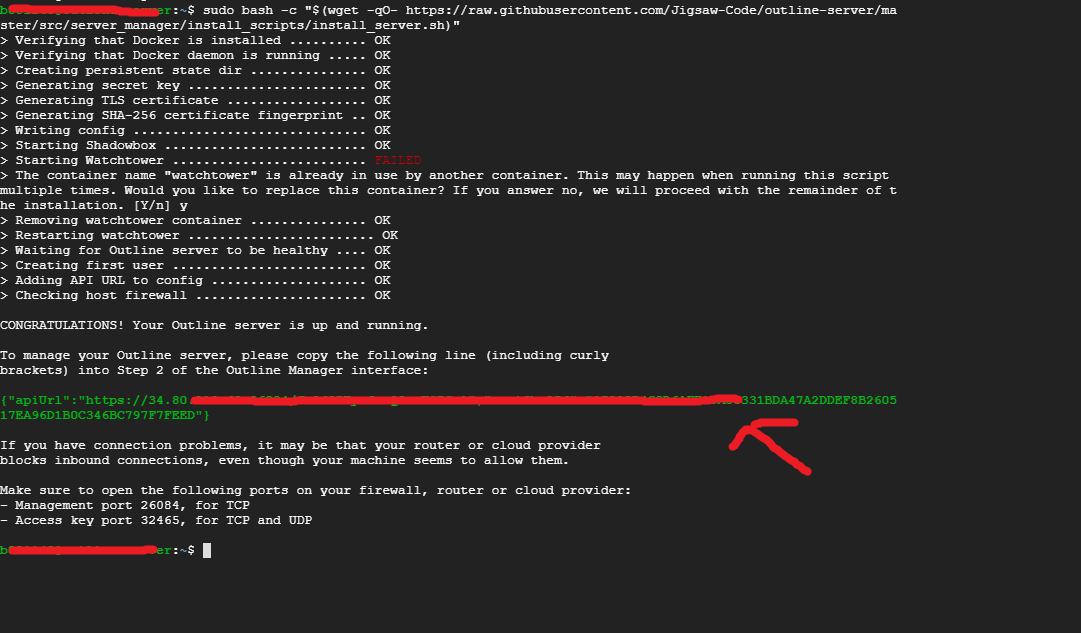 er:~$ sudo bash -c "$(wget -qO- https://raw.githubusercontent.com/Jigsaw-Code/outline-server/ma
ster/src/server_manager/install_scripts/install_server.sh)"
> Verifying that Docker is installed .......... OK
> Verifying that Docker daemon is running ..... OK
> Creating persistent state dir ............... OK
> Generating secret key ....................... OK
> Generating TLS certificate .................. OK
> Generating SHA-256 certificate fingerprint .. OK
> Writing config .............................. OK
> Starting Shadowbox .......................... OK
> Starting Watchtower ......................... FAILED
> The container name "watchtower" is already in use by another container. This may happen when running this script
multiple times. Would you like to replace this container? If you answer no, we will proceed with the remainder of t
he installation. [Y/n] y
> Removing watchtower container ............... OK
> Restarting watchtower ........................ OK
> Waiting for Outline server to be healthy .... OK
> Creating first user ......................... OK
> Adding API URL to config .................... OK
> Checking host firewall ...................... OK
CONGRATULATIONS! Your Outline server is up and running.
To manage your Outline server, please copy the following line (including curly
brackets) into Step 2 of the Outline Manager interface:
{"apiUrl":"https://34.80. 331BDA47A2DDEF8B2605
17EA96D1B0C346BC797F7FEED"}
If you have connection problems, it may be that your router or cloud provider
blocks inbound connections, even though your machine seems to allow them.
Make sure to open the following ports on your firewall, router or cloud provider:
- Management port 26084, for TCP
- Access key port 32465, for TCP and UDP
er:~$